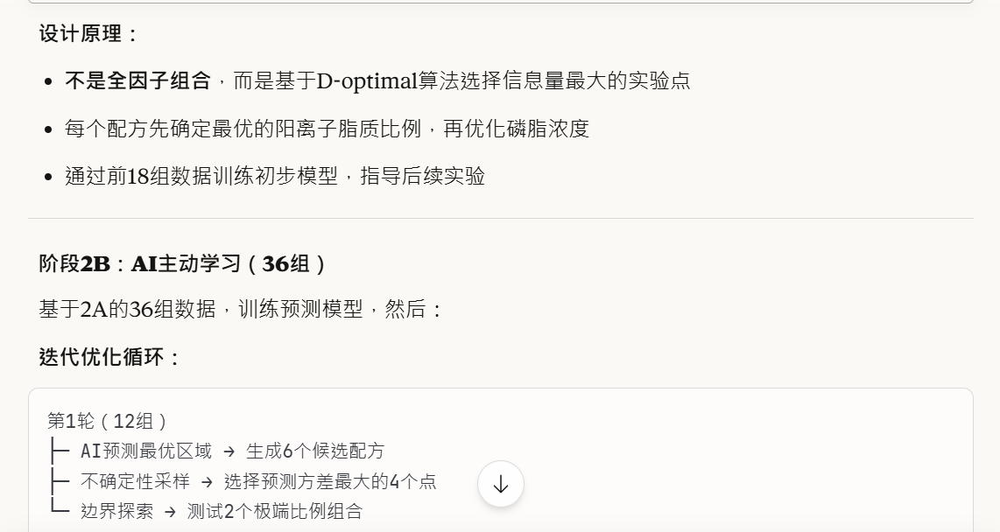 设计原理：
• 不是全因子组合，而是基于D-optimal算法选择信息量最大的实验点
• 每个配方先确定最优的阳离子脂质比例，再优化磷脂浓度
• 通过前18组数据训练初步模型，指导后续实验
阶段2B：AI主动学习（36组）
基于2A的36组数据，训练预测模型，然后：
迭代优化循环：
第1轮（12组）
├─ AI预测最优区域 → 生成6个候选配方
├─ 不确定性采样 → 选择预测方差最大的4个点
└─ 边界探索 → 测试2个极端比例组合